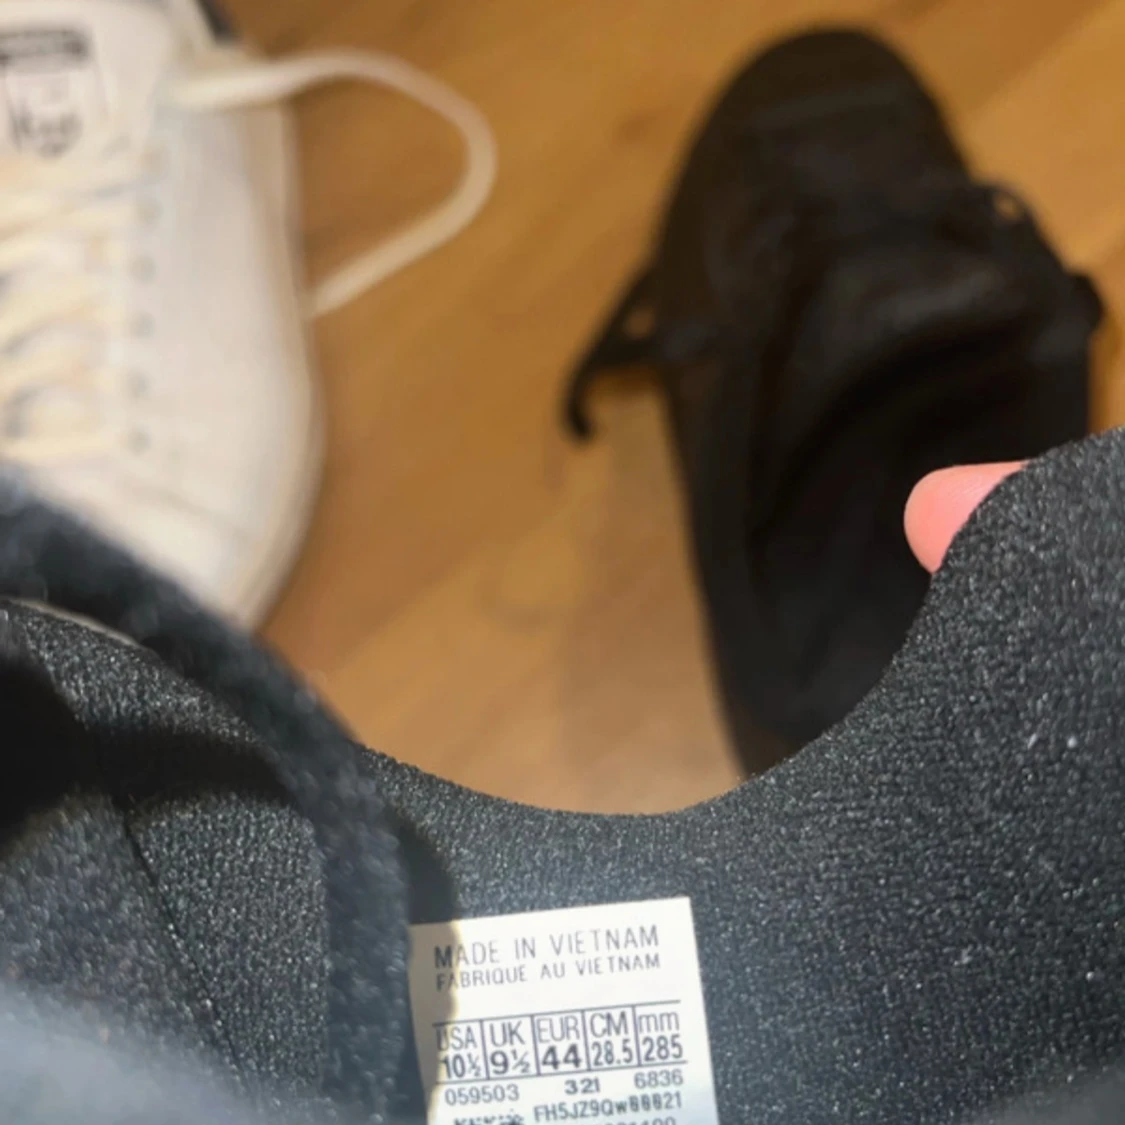 MADE IN VIETNAM
FABRIQUE AU VIETNAM
USA UK EUR CM mm
10½ 9½ 44 28.5 285
059503 321 6836
FH5JZ9Qw00021